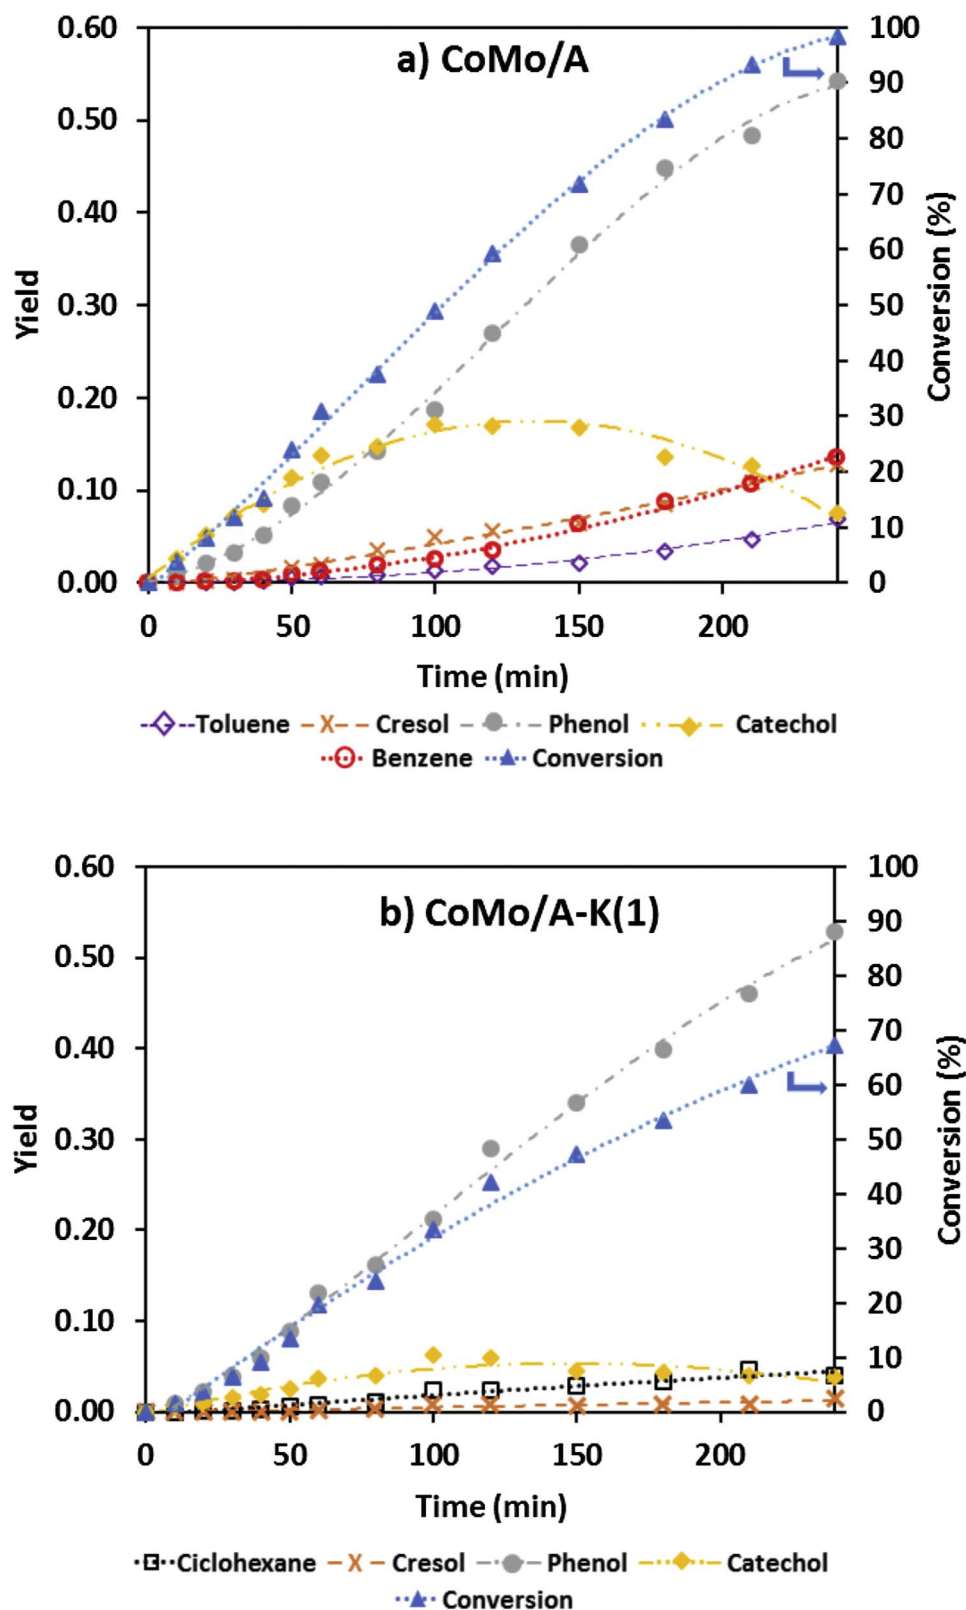 a) CoMo/A
0.60
0.50
0.40
0.30
0.20
0.10
0.00
Yield
100
90
80
70
60
50
40
30
20
10
0
Conversion (%)
0 50 100 150 200
Time (min)
Toluene Cresol Phenol Catechol
Benzene Conversion
b) CoMo/A-K(1)
0.60
0.50
0.40
0.30
0.20
0.10
0.00
Yield
100
90
80
70
60
50
40
30
20
10
0
Conversion (%)
0 50 100 150 200
Time (min)
Ciclohexane Cresol Phenol Catechol
Conversion